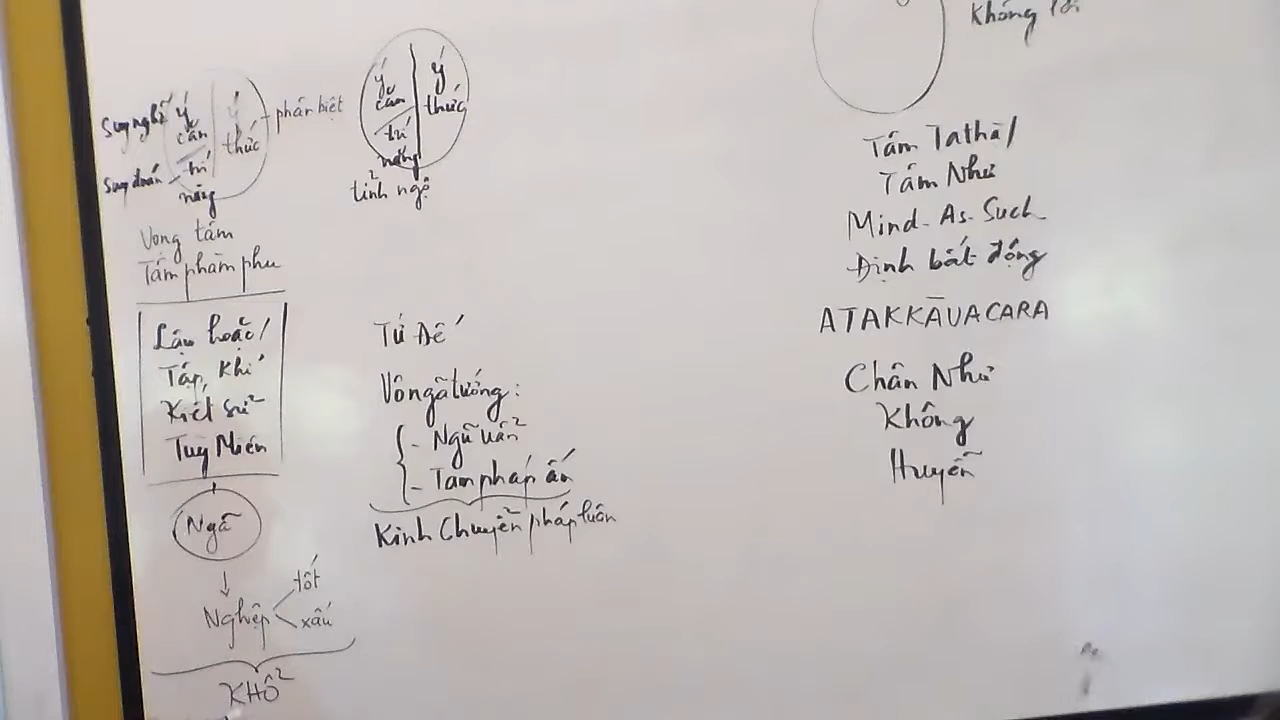 Suy nghĩ
ý
căn
trí
năng
Suy đoán
ý
thức
phân biệt
Vọng tâm
Tâm phàm phu
Lậu hoặc/
Tập Khí
Kiết sử
Tùy Miên
Ngã
Nghiệp
tốt
xấu
KHỔ
ý
căn
trí
năng
ý
thức
tỉnh ngộ
Tứ Đế
Vô ngã tướng:
- Ngũ uẩn
- Tam pháp ấn
Kinh Chuyển pháp luân
Không
Tâm Tathā/
Tâm Như
Mind-As-Such
Định bất động
ATAKKĀVACARA
Chân Như
Không
Huyễn